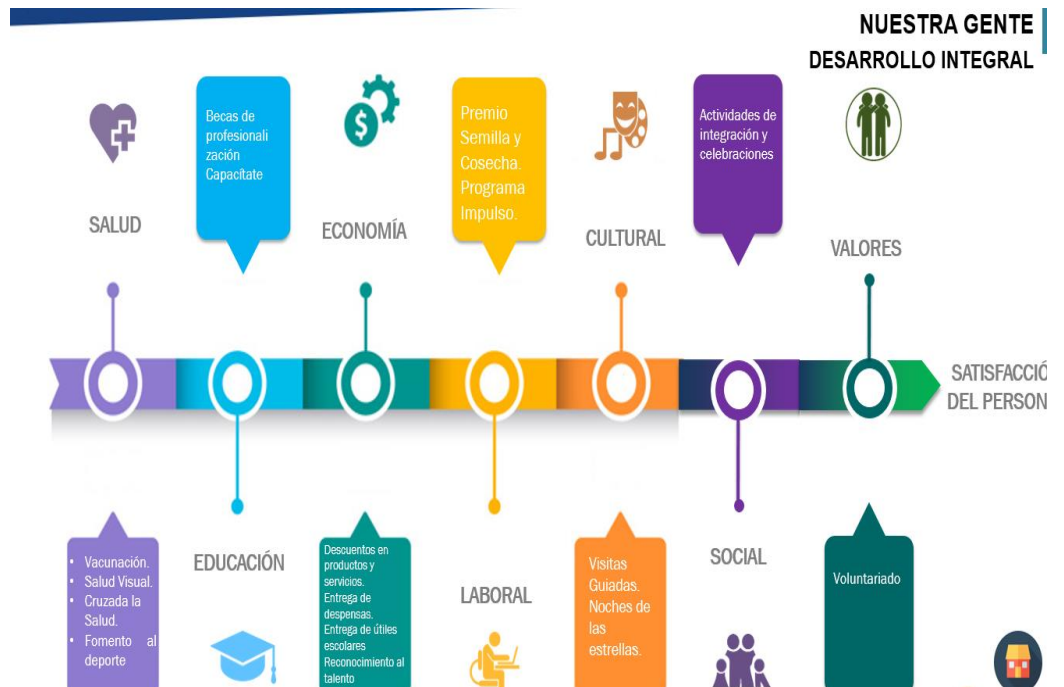 NUESTRA GENTE
DESARROLLO INTEGRAL
SALUD
Becas de
profesionali
zación
Capacítate
ECONOMÍA
Premio
Semilla y
Cosecha.
Programa
Impulso.
CULTURAL
Actividades de
integración y
celebraciones
VALORES
SATISFACCIÓ
DEL PERSON
• Vacunación.
• Salud Visual.
• Cruzada la
Salud.
• Fomento al
deporte
EDUCACIÓN
Descuentos en
productos y
servicios.
Entrega de
despensas.
Entrega de útiles
escolares
Reconocimiento al
talento
LABORAL
Visitas
Guiadas.
Noches de
las
estrellas.
SOCIAL
Voluntariado